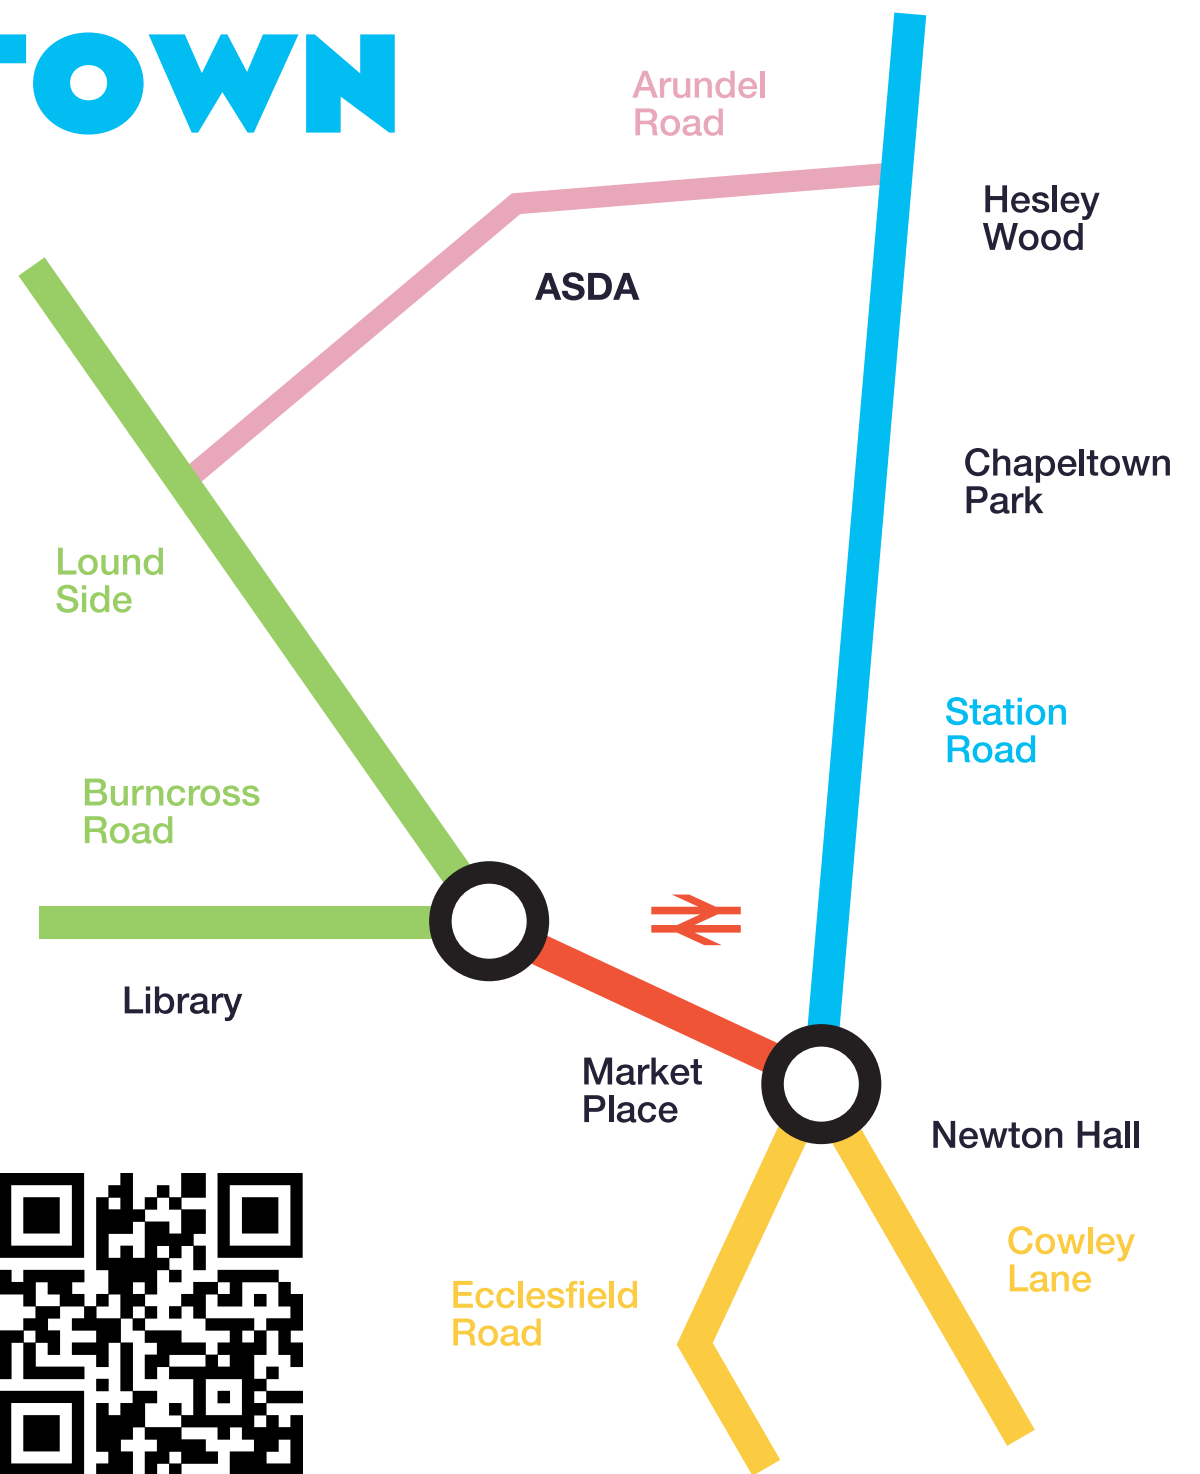 TOWN
Arundel
Road
Hesley
Wood
ASDA
Chapeltown
Park
Lound
Side
Station
Road
Burncross
Road
Library
Market
Place
Newton Hall
Cowley
Lane
Ecclesfield
Road